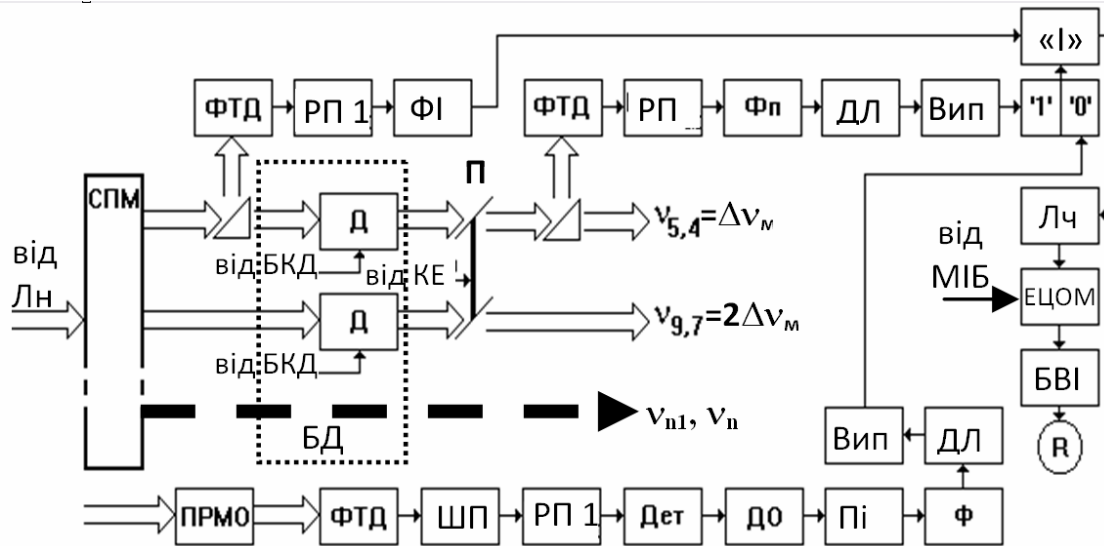 «І»
ФТД
РП 1
ФІ
ФТД
РП
Фп
ДЛ
Вип
'1'
'0'
СПМ
П
Д
ν5,4=Δνм
від БКД
від КЕ
Лч
від Лн
від МІБ
ЕЦОМ
Д
ν9,7=2Δνм
від БКД
БВІ
νn1, νn
БД
Вип
ДЛ
R
ПРМО
ФТД
ШП
РП 1
Дет
ДО
Пі
Ф